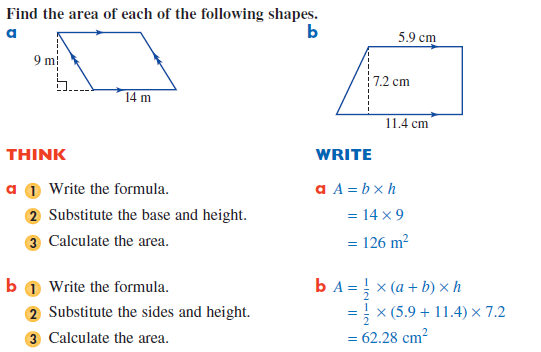 Find the area of each of the following shapes.
a
b
9 m
14 m
5.9 cm
7.2 cm
11.4 cm
THINK
WRITE
a 1 Write the formula.
a A = b × h
2 Substitute the base and height.
= 14 × 9
3 Calculate the area.
= 126 m²
b 1 Write the formula.
b A = 1/2 × (a + b) × h
2 Substitute the sides and height.
= 1/2 × (5.9 + 11.4) × 7.2
3 Calculate the area.
= 62.28 cm²